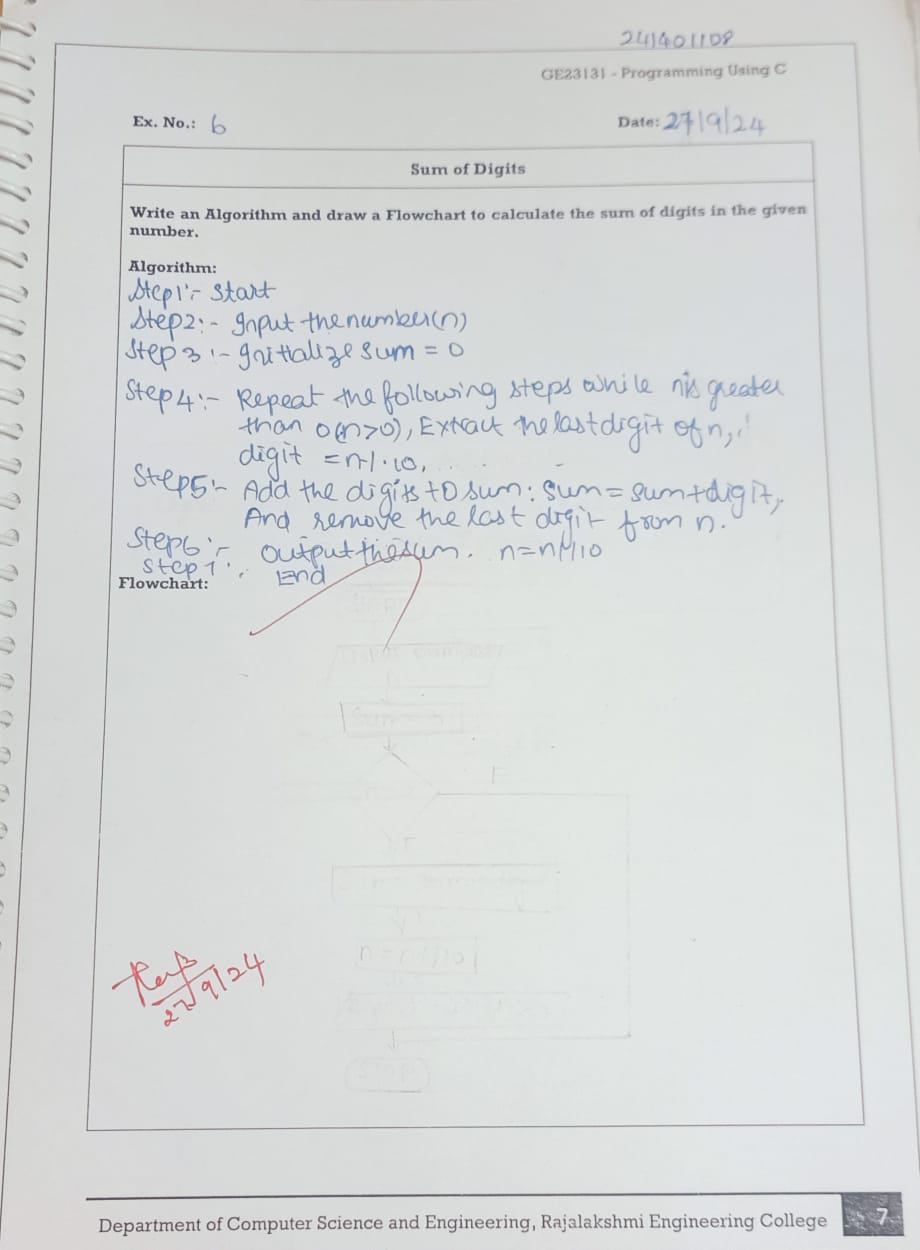 241401108
GE23131 - Programming Using C
Ex. No.: 6
Date: 27/9/24
Sum of Digits
Write an Algorithm and draw a Flowchart to calculate the sum of digits in the given
number.
Algorithm:
Step1:- Start
Step2:- Input the number(n)
Step 3:- Initialize sum = 0
Step4:- Repeat the following steps while n is greater
than 0(n>0), Extract the last digit of n,
digit = n%10,
Step5:- Add the digits to sum: sum = sum+digit,
And remove the last digit from n.
Step6:- Output the sum. n=n//10
Step7:. End
Flowchart:
n=n//10
F
T
STOP
27/9/24
Department of Computer Science and Engineering, Rajalakshmi Engineering College
7